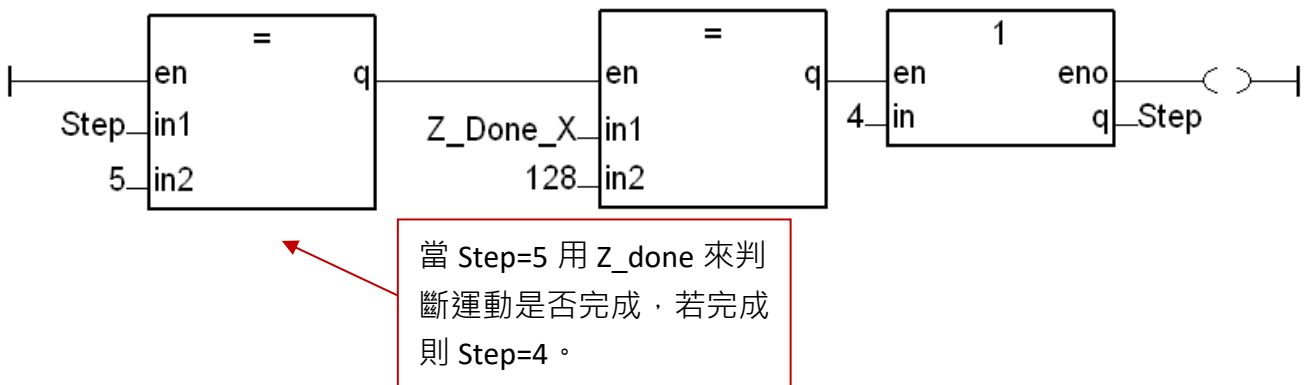 =
en
q
Step
in1
5
in2
=
en
q
Z_Done_X
in1
128
in2
1
en
eno
4
in
q
Step
當 Step=5 用 Z_done 來判
斷運動是否完成，若完成
則 Step=4。